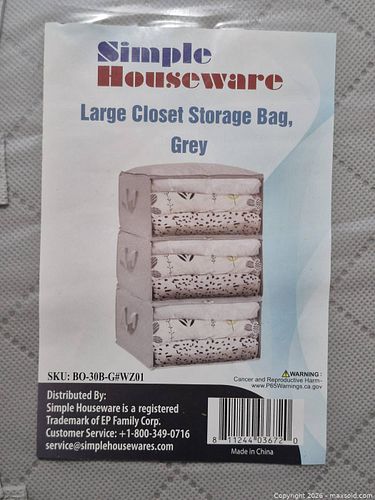 Simple
Houseware
Large Closet Storage Bag,
Grey
SKU: BO-30B-G#WZ01
⚠WARNING:
Cancer and Reproductive Harm-
www.P65Warnings.ca.gov
Distributed By:
Simple Houseware is a registered
Trademark of EP Family Corp.
Customer Service: +1-800-349-0716
service@simplehousewares.com
8 11244 03672 0
Made in China
Copyright 2026 - maxsold.com